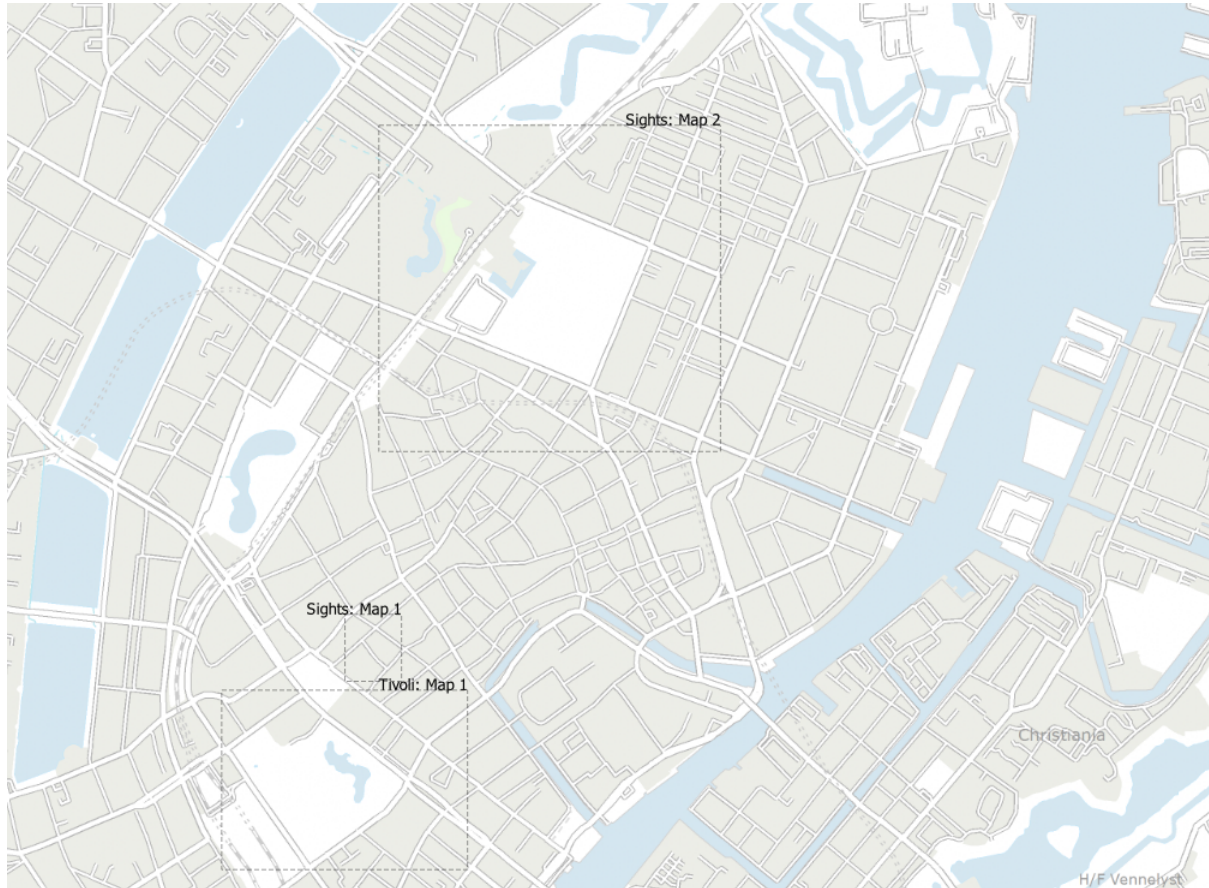 Sights: Map 2
Sights: Map 1
Tivoli: Map 1
Christiania
H/F Vennelyst